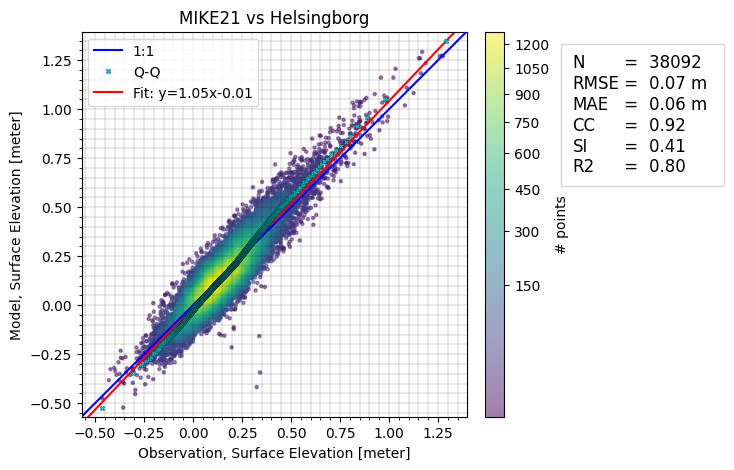 MIKE21 vs Helsingborg
1:1
Q-Q
Fit: y=1.05x-0.01
Model, Surface Elevation [meter]
1.25
1.00
0.75
0.50
0.25
0.00
−0.25
−0.50
−0.50
−0.25
0.00
0.25
0.50
0.75
1.00
1.25
Observation, Surface Elevation [meter]
1200
1050
900
750
600
450
300
150
# points
N = 38092
RMSE = 0.07 m
MAE = 0.06 m
CC = 0.92
SI = 0.41
R2 = 0.80